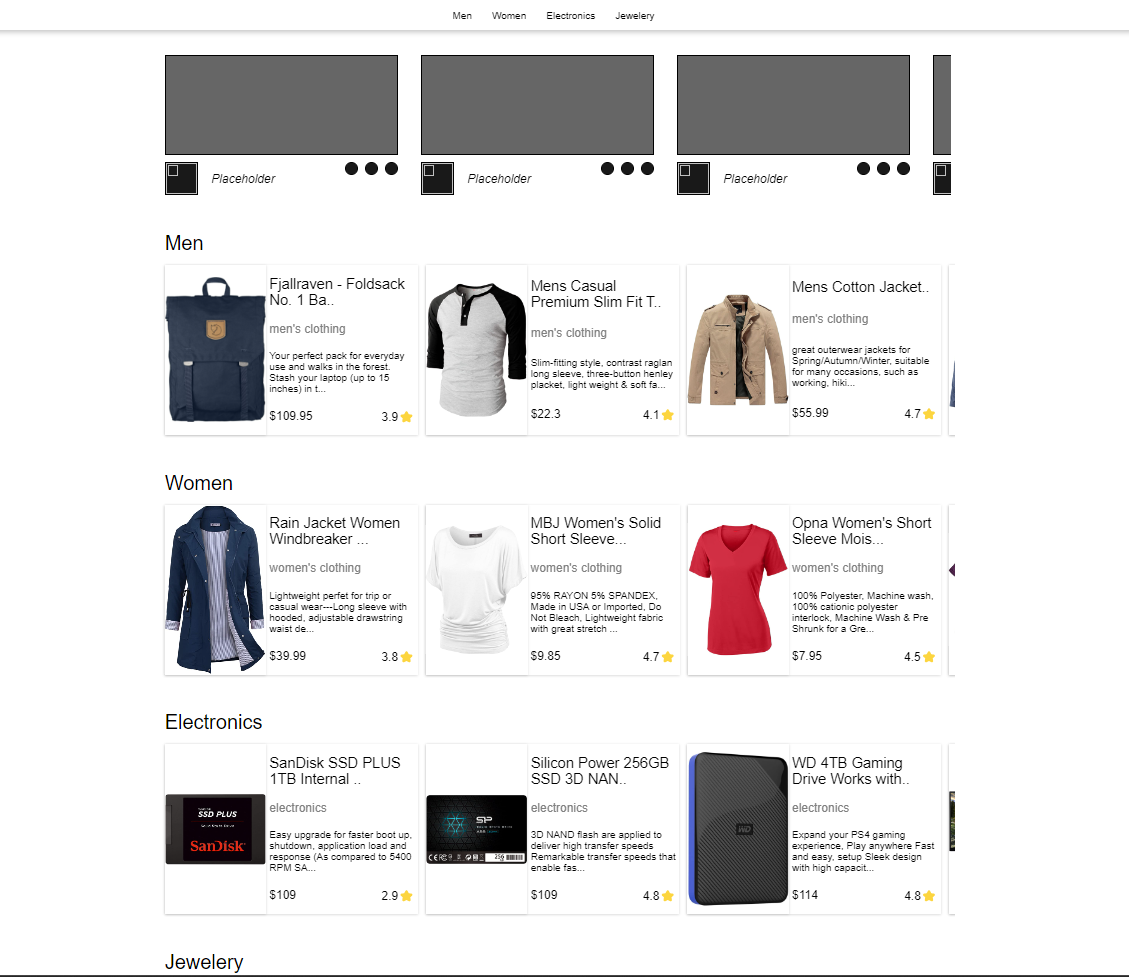 Men Women Electronics Jewelery
Placeholder Placeholder Placeholder
Men
Fjallraven - Foldsack
No. 1 Ba..
men's clothing
Your perfect pack for everyday
use and walks in the forest.
Stash your laptop (up to 15
inches) in t...
$109.95 3.9
Mens Casual
Premium Slim Fit T..
men's clothing
Slim-fitting style, contrast raglan
long sleeve, three-button henley
placket, light weight & soft fa...
$22.3 4.1
Mens Cotton Jacket..
men's clothing
great outerwear jackets for
Spring/Autumn/Winter, suitable
for many occasions, such as
working, hiki...
$55.99 4.7
Women
Rain Jacket Women
Windbreaker ...
women's clothing
Lightweight perfet for trip or
casual wear---Long sleeve with
hooded, adjustable drawstring
waist de...
$39.99 3.8
MBJ Women's Solid
Short Sleeve...
women's clothing
95% RAYON 5% SPANDEX,
Made in USA or Imported, Do
Not Bleach, Lightweight fabric
with great stretch ...
$9.85 4.7
Opna Women's Short
Sleeve Mois...
women's clothing
100% Polyester, Machine wash,
100% cationic polyester
interlock, Machine Wash & Pre
Shrunk for a Gre...
$7.95 4.5
Electronics
SSD PLUS
SanDisk
SanDisk SSD PLUS
1TB Internal ..
electronics
Easy upgrade for faster boot up,
shutdown, application load and
response (As compared to 5400
RPM SA...
$109 2.9
SP
256
Silicon Power 256GB
SSD 3D NAN..
electronics
3D NAND flash are applied to
deliver high transfer speeds
Remarkable transfer speeds that
enable fas...
$109 4.8
WD
WD 4TB Gaming
Drive Works with..
electronics
Expand your PS4 gaming
experience, Play anywhere Fast
and easy, setup Sleek design
with high capacit...
$114 4.8
Jewelery